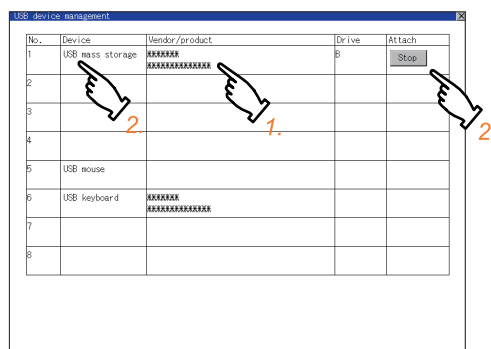 USB device management
No. Device Vendor/product Drive Attach
1 USB mass storage ******* B Stop
**************
2
3
4
5 USB mouse
6 USB keyboard *******
**************
7
8
2. 1. 2